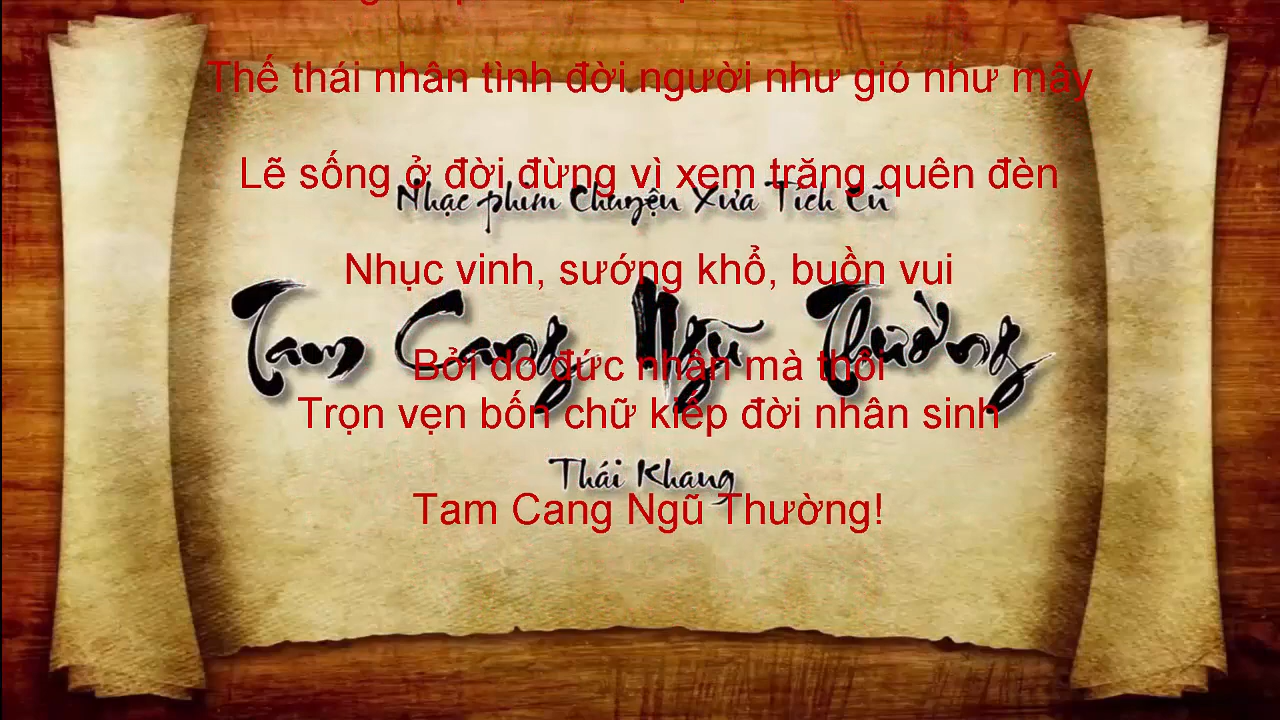 Thế thái nhân tình đời người như gió như mây
Lẽ sống ở đời đừng vì xem trăng quên đèn
Nhạc phim Chuyện Xưa Tích Cũ
Nhục vinh, sướng khổ, buồn vui
Tam Cang Ngũ Thường
Bởi do đức nhân mà thôi
Trọn vẹn bốn chữ kiếp đời nhân sinh
Thái Khang
Tam Cang Ngũ Thường!